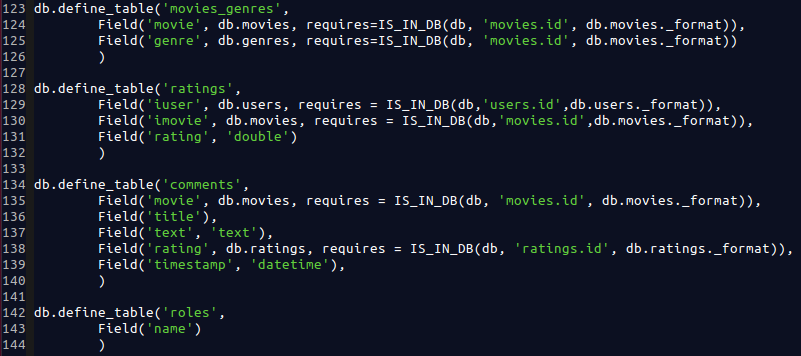 123 db.define_table('movies_genres',
124         Field('movie', db.movies, requires=IS_IN_DB(db, 'movies.id', db.movies._format)),
125         Field('genre', db.genres, requires=IS_IN_DB(db, 'movies.id', db.movies._format))
126         )
127
128 db.define_table('ratings',
129         Field('iuser', db.users, requires = IS_IN_DB(db,'users.id',db.users._format)),
130         Field('imovie', db.movies, requires = IS_IN_DB(db,'movies.id',db.movies._format)),
131         Field('rating', 'double')
132         )
133
134 db.define_table('comments',
135         Field('movie', db.movies, requires = IS_IN_DB(db, 'movies.id', db.movies._format)),
136         Field('title'),
137         Field('text', 'text'),
138         Field('rating', db.ratings, requires = IS_IN_DB(db, 'ratings.id', db.ratings._format)),
139         Field('timestamp', 'datetime'),
140         )
141
142 db.define_table('roles',
143         Field('name')
144         )